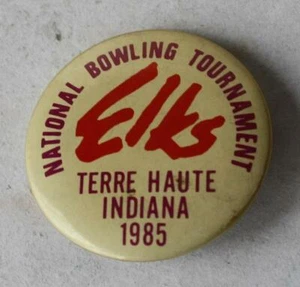 NATIONAL BOWLING TOURNAMENT
Elks
TERRE HAUTE
INDIANA
1985